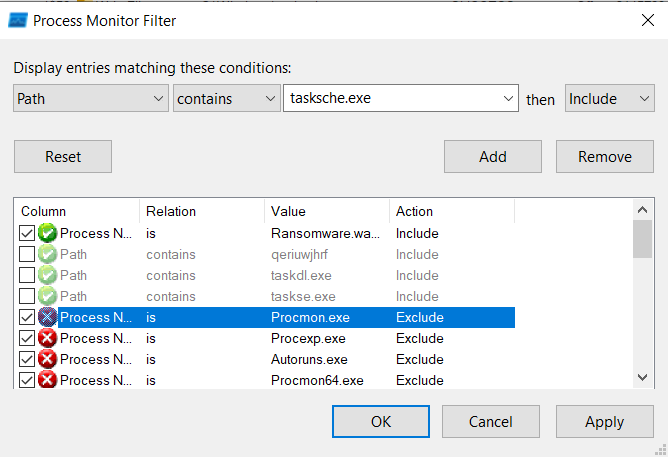 Process Monitor Filter
Display entries matching these conditions:
Path contains tasksche.exe then Include
Reset Add Remove
Column Relation Value Action
Process N... is Ransomware.wa... Include
Path contains qeriuwjhrf Include
Path contains taskdl.exe Include
Path contains taskse.exe Include
Process N... is Procmon.exe Exclude
Process N... is Procexp.exe Exclude
Process N... is Autoruns.exe Exclude
Process N... is Procmon64.exe Exclude
OK Cancel Apply